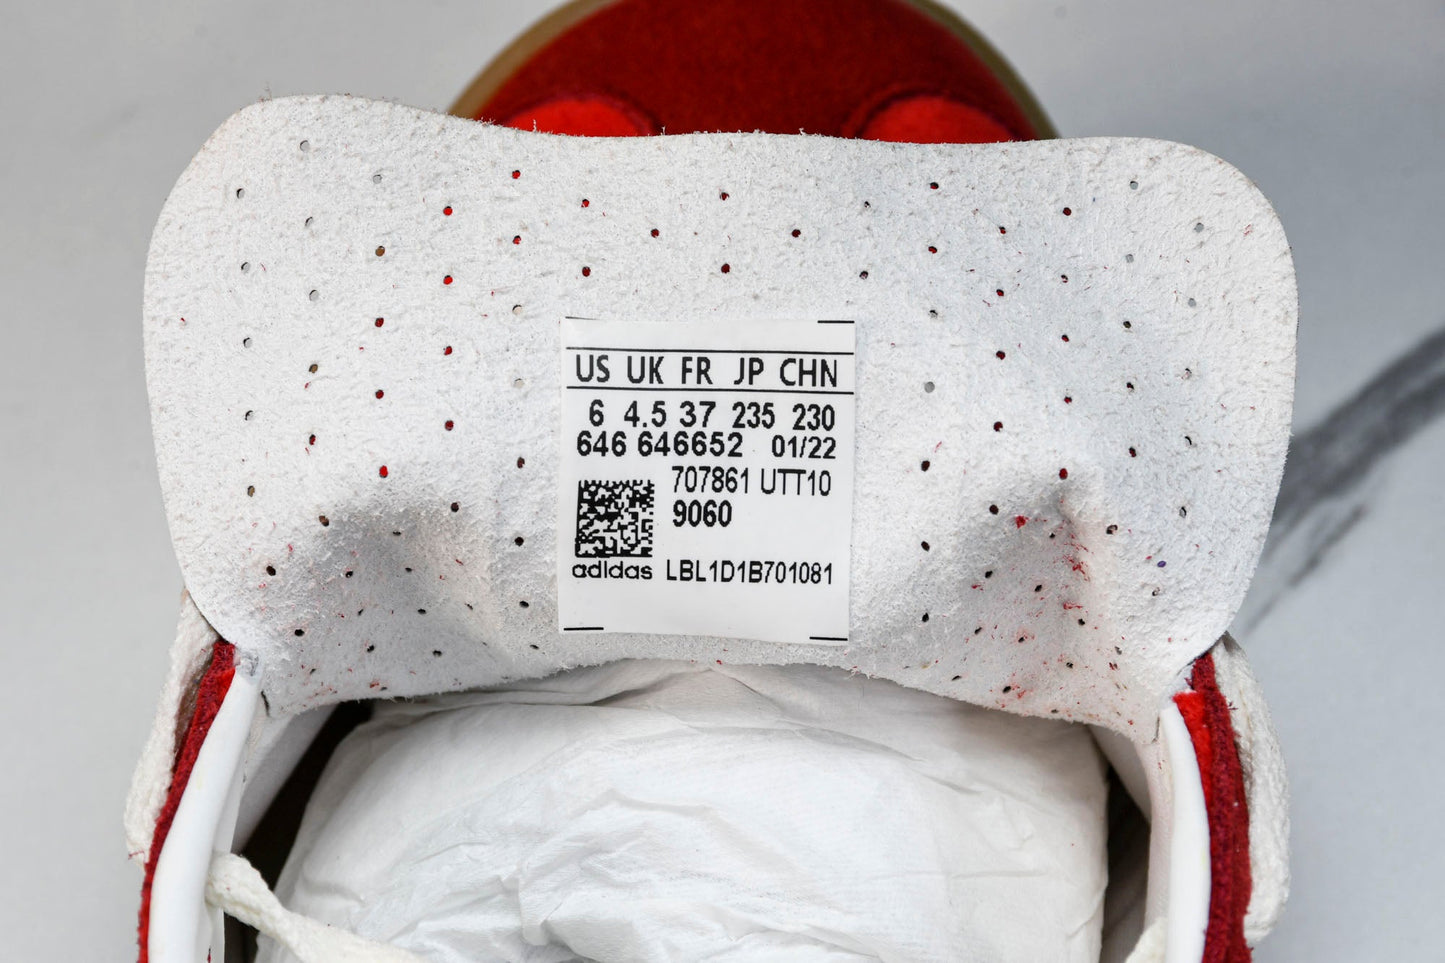 US UK FR JP CHN
6 4.5 37 235 230
646 646652 01/22
707861 UTT10
9060
adidas LBL1D1B701081